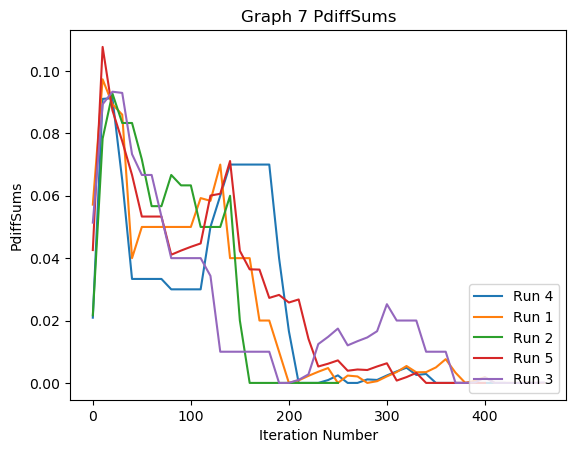 Graph 7 PdiffSums
PdiffSums
0.10
0.08
0.06
0.04
0.02
0.00
Run 4
Run 1
Run 2
Run 5
Run 3
0
100
200
300
400
Iteration Number